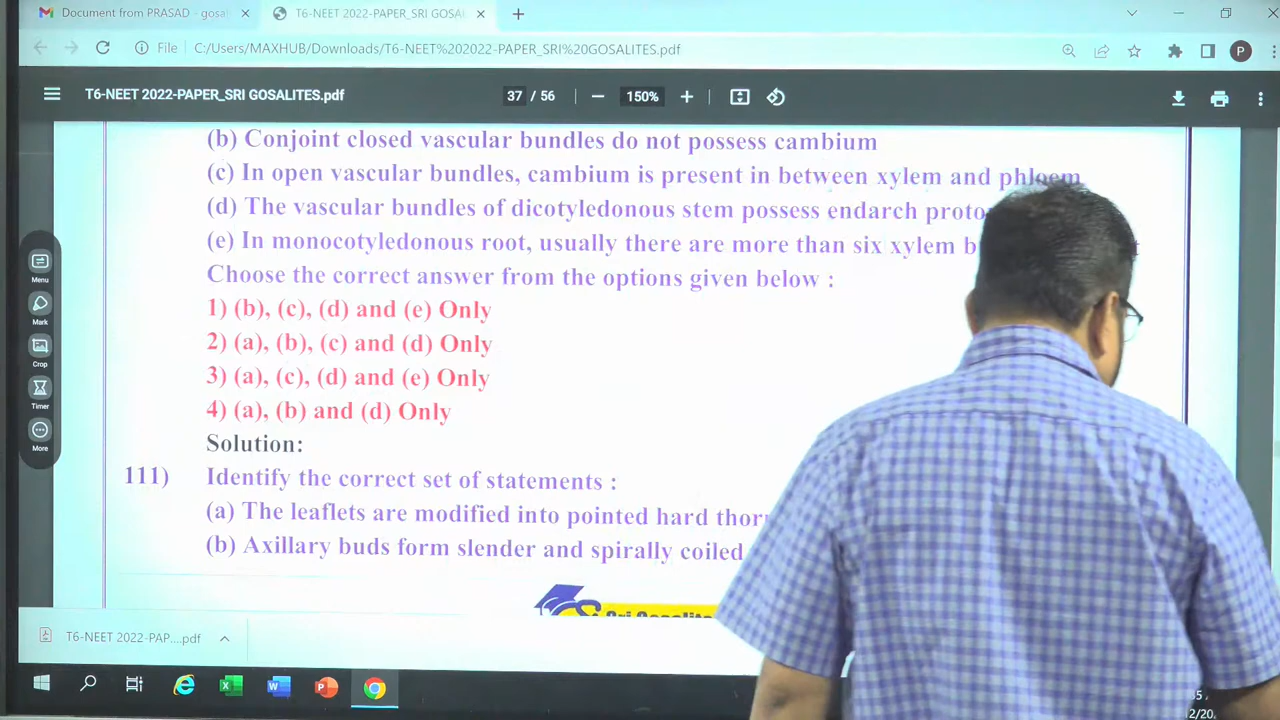 Document from PRASAD - gosa
T6-NEET 2022-PAPER_SRI GOSAL
File C:/Users/MAXHUB/Downloads/T6-NEET%202022-PAPER_SRI%20GOSALITES.pdf
P
T6-NEET 2022-PAPER_SRI GOSALITES.pdf
37 / 56
150%
(b) Conjoint closed vascular bundles do not possess cambium
(c) In open vascular bundles, cambium is present in between xylem and phloem
(d) The vascular bundles of dicotyledonous stem possess endarch proto
(e) In monocotyledonous root, usually there are more than six xylem b
Choose the correct answer from the options given below :
1) (b), (c), (d) and (e) Only
2) (a), (b), (c) and (d) Only
3) (a), (c), (d) and (e) Only
4) (a), (b) and (d) Only
Solution:
111) Identify the correct set of statements :
(a) The leaflets are modified into pointed hard thor
(b) Axillary buds form slender and spirally coiled
Menu
Mark
Crop
Timer
More
T6-NEET 2022-PAP....pdf